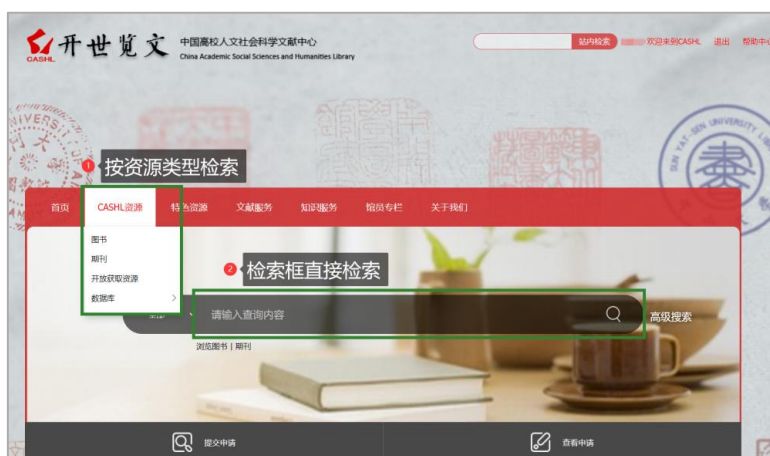 开世览文
CASHL
中国高校人文社会科学文献中心
China Academic Social Sciences and Humanities Library
站内检索
欢迎来到CASHL
退出
帮助中心
1 按资源类型检索
首页 CASHL资源 特色资源 文献服务 知识服务 馆员专栏 关于我们
图书
期刊
开放获取资源
数据库
2 检索框直接检索
全部
请输入查询内容
高级搜索
浏览图书 | 期刊
提交申请
查看申请